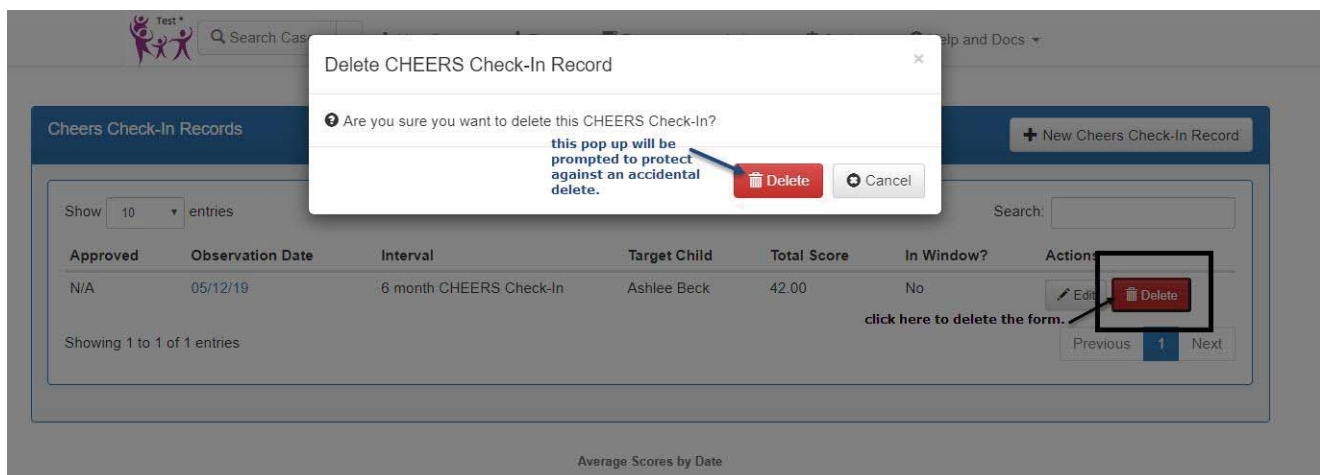 Test *
Search Cas
elp and Docs
Delete CHEERS Check-In Record
×
Are you sure you want to delete this CHEERS Check-In?
this pop up will be
prompted to protect
against an accidental
delete.
Delete
Cancel
Cheers Check-In Records
New Cheers Check-In Record
Show 10 entries
Search:
Approved Observation Date Interval Target Child Total Score In Window? Actions
N/A 05/12/19 6 month CHEERS Check-In Ashlee Beck 42.00 No Edit Delete
click here to delete the form.
Showing 1 to 1 of 1 entries
Previous 1 Next
Average Scores by Date